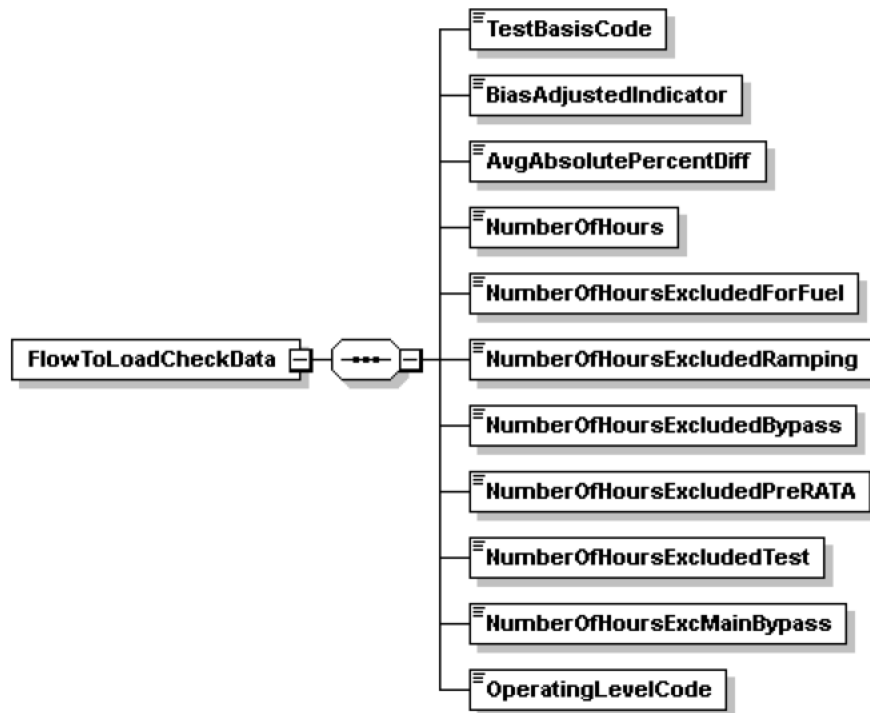 TestBasisCode
BiasAdjustedIndicator
AvgAbsolutePercentDiff
NumberOfHours
NumberOfHoursExcludedForFuel
FlowToLoadCheckData
NumberOfHoursExcludedRamping
NumberOfHoursExcludedBypass
NumberOfHoursExcludedPreRATA
NumberOfHoursExcludedTest
NumberOfHoursExcMainBypass
OperatingLevelCode